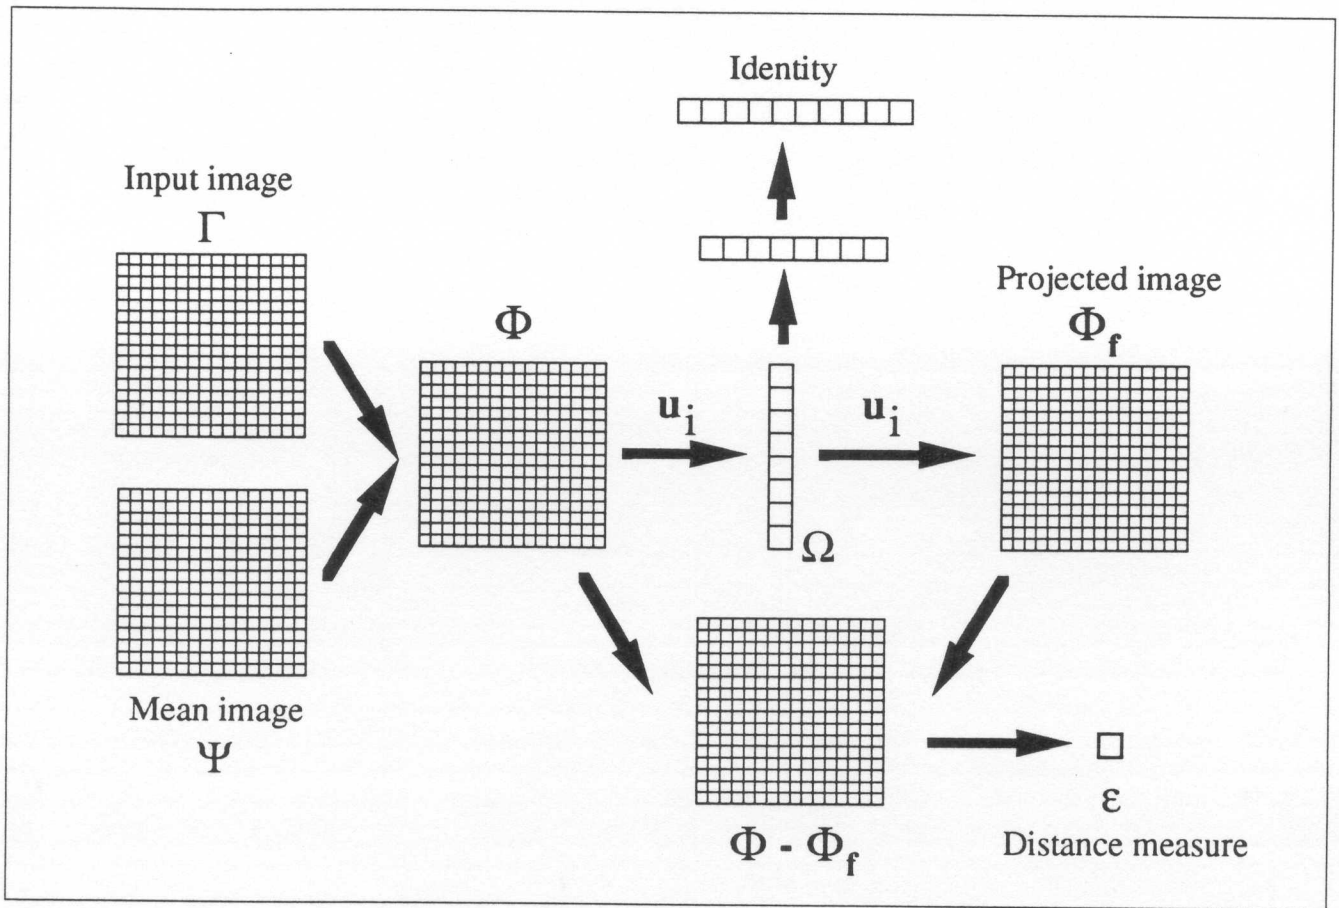 Identity
Input image
Γ
Projected image
Φf
Φ
ui
ui
Ω
Mean image
Ψ
Φ - Φf
ε
Distance measure